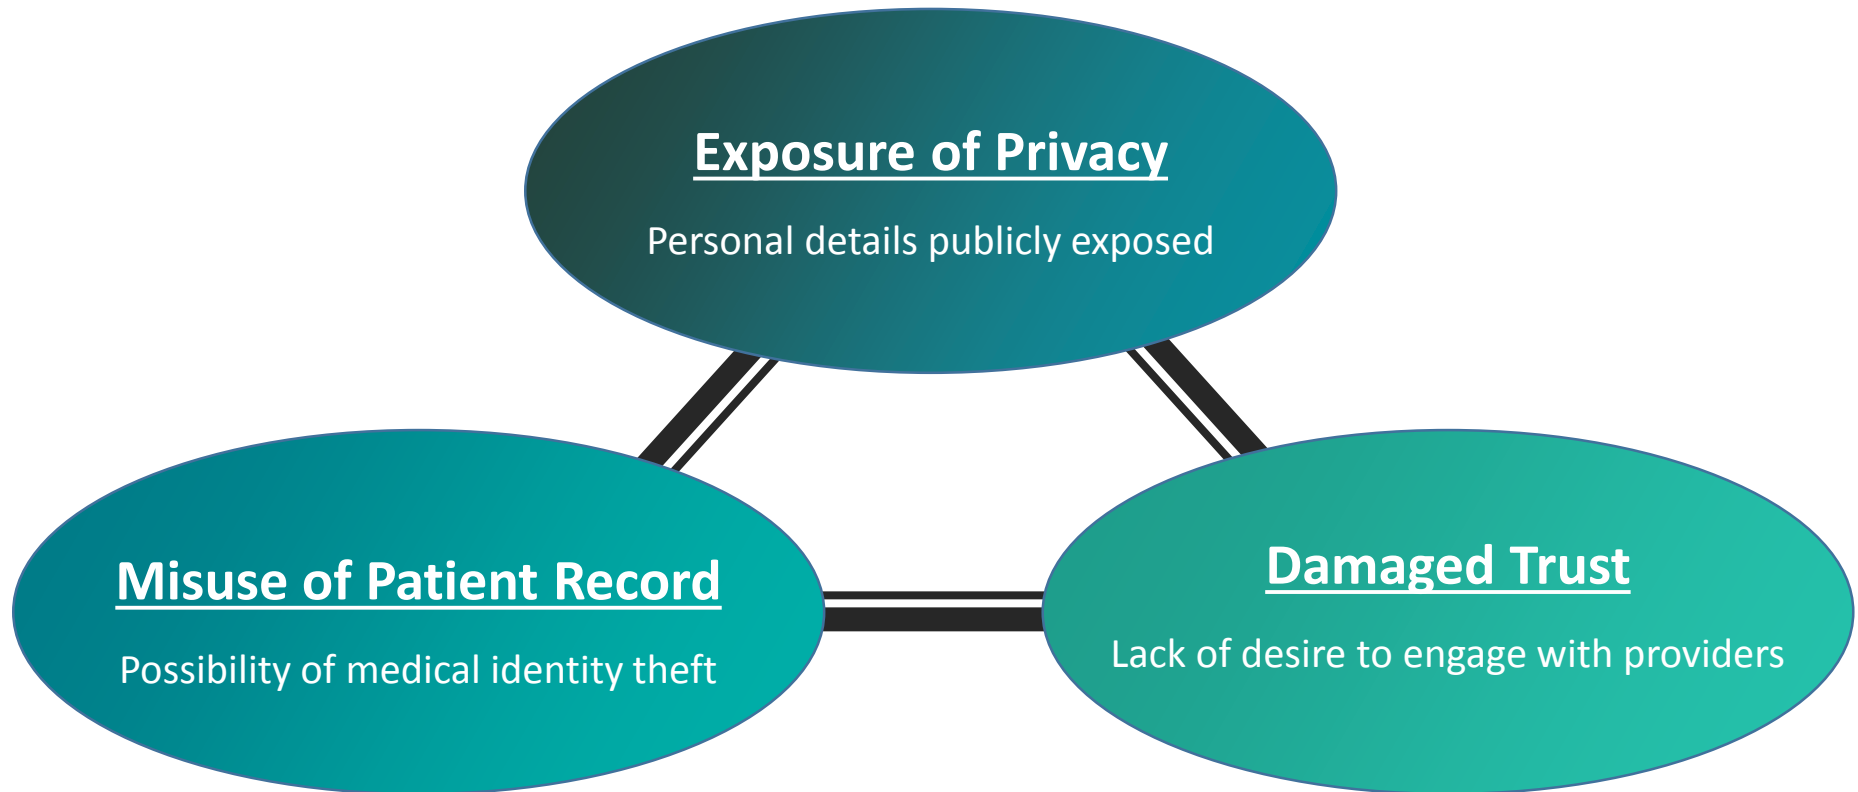 Exposure of Privacy
Personal details publicly exposed
Misuse of Patient Record
Possibility of medical identity theft
Damaged Trust
Lack of desire to engage with providers